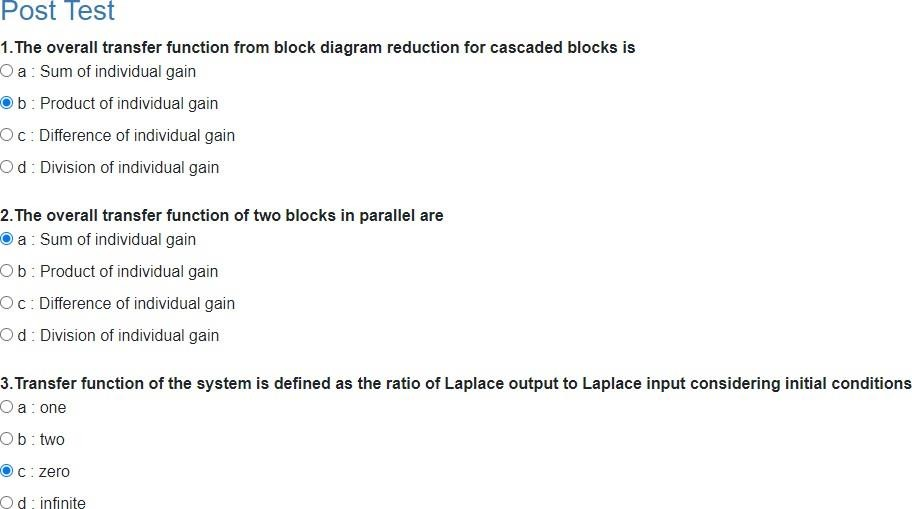 Post Test
1.The overall transfer function from block diagram reduction for cascaded blocks is
a : Sum of individual gain
b : Product of individual gain
c : Difference of individual gain
d : Division of individual gain
2.The overall transfer function of two blocks in parallel are
a : Sum of individual gain
b : Product of individual gain
c : Difference of individual gain
d : Division of individual gain
3.Transfer function of the system is defined as the ratio of Laplace output to Laplace input considering initial conditions
a : one
b : two
c : zero
d : infinite